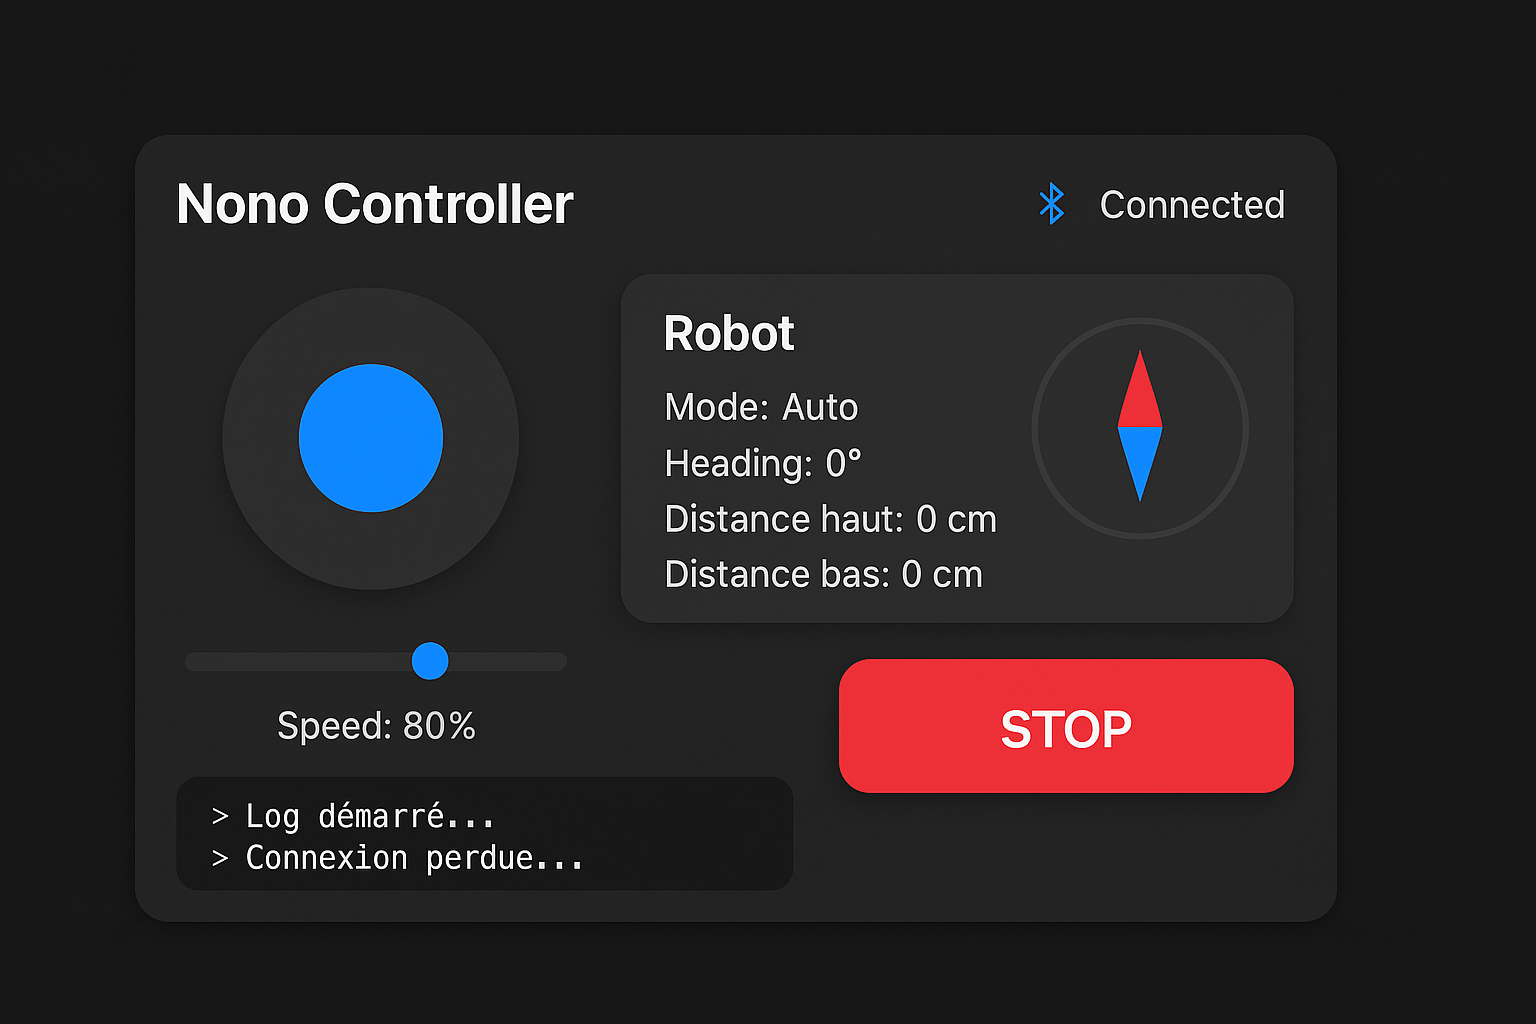 Nono Controller
Connected
Robot
Mode: Auto
Heading: 0°
Distance haut: 0 cm
Distance bas: 0 cm
Speed: 80%
STOP
> Log démarré...
> Connexion perdue...